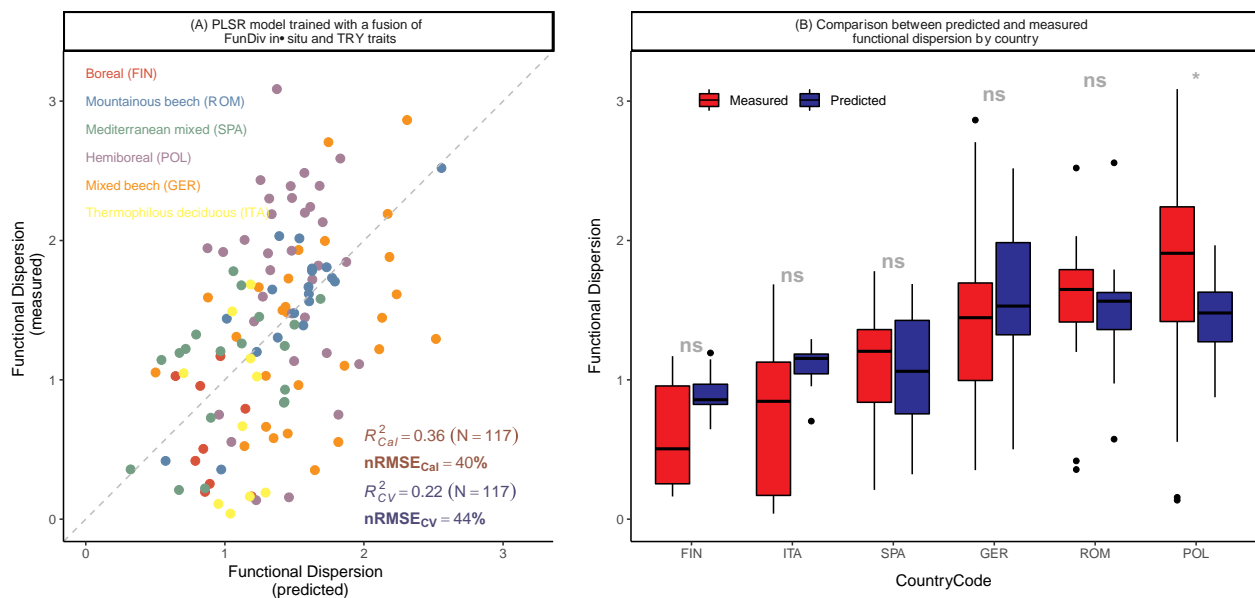 (A) PLSR model trained with a fusion of
FunDiv in•situ and TRY traits
Boreal (FIN)
Mountainous beech (ROM)
Mediterranean mixed (SPA)
Hemiboreal (POL)
Mixed beech (GER)
Thermophilous deciduous (ITA)
R²Cal = 0.36 (N = 117)
nRMSECal = 40%
R²CV = 0.22 (N = 117)
nRMSECV = 44%
3
2
1
0
0 1 2 3
Functional Dispersion
(measured)
Functional Dispersion
(predicted)
(B) Comparison between predicted and measured
functional dispersion by country
Measured Predicted
ns
ns
ns
ns
ns
*
3
2
1
0
FIN ITA SPA GER ROM POL
Functional Dispersion
CountryCode